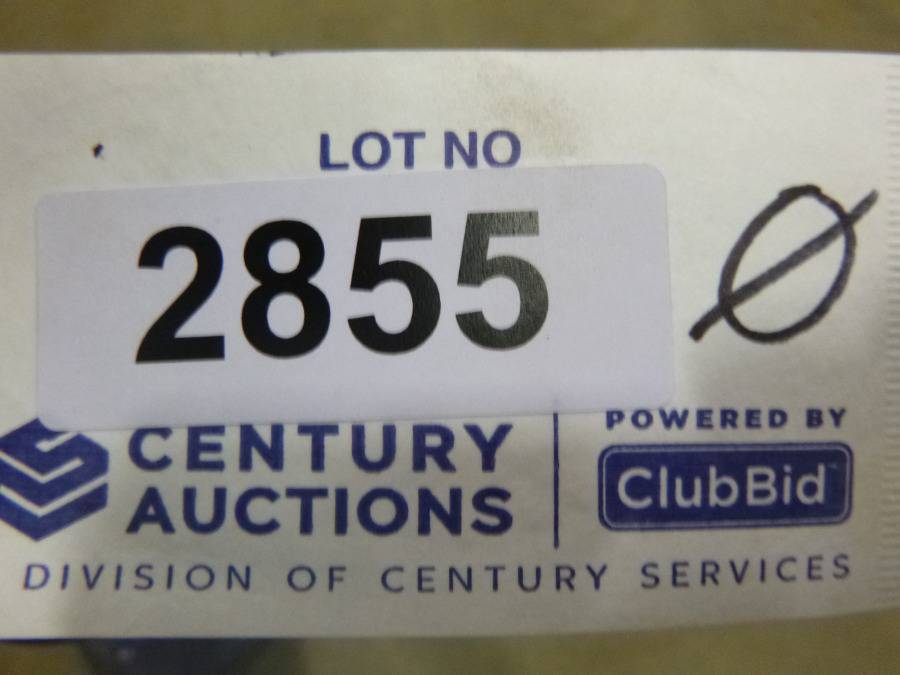 LOT NO
2855 Ø
CENTURY
AUCTIONS
POWERED BY
ClubBid
DIVISION OF CENTURY SERVICES